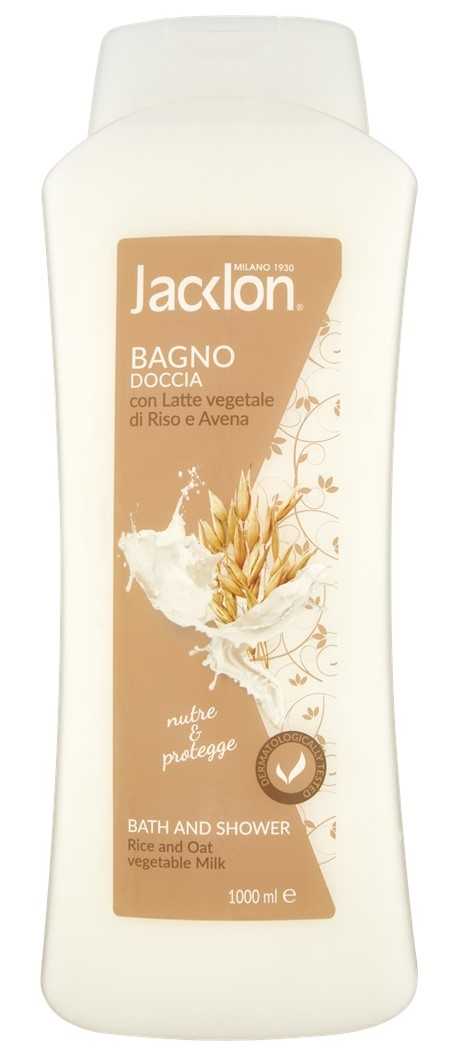 Jacklon®
MILANO 1930
BAGNO
DOCCIA
con Latte vegetale
di Riso e Avena
nutre
&
protegge
DERMATOLOGICALLY TESTED
BATH AND SHOWER
Rice and Oat
vegetable Milk
1000 ml e